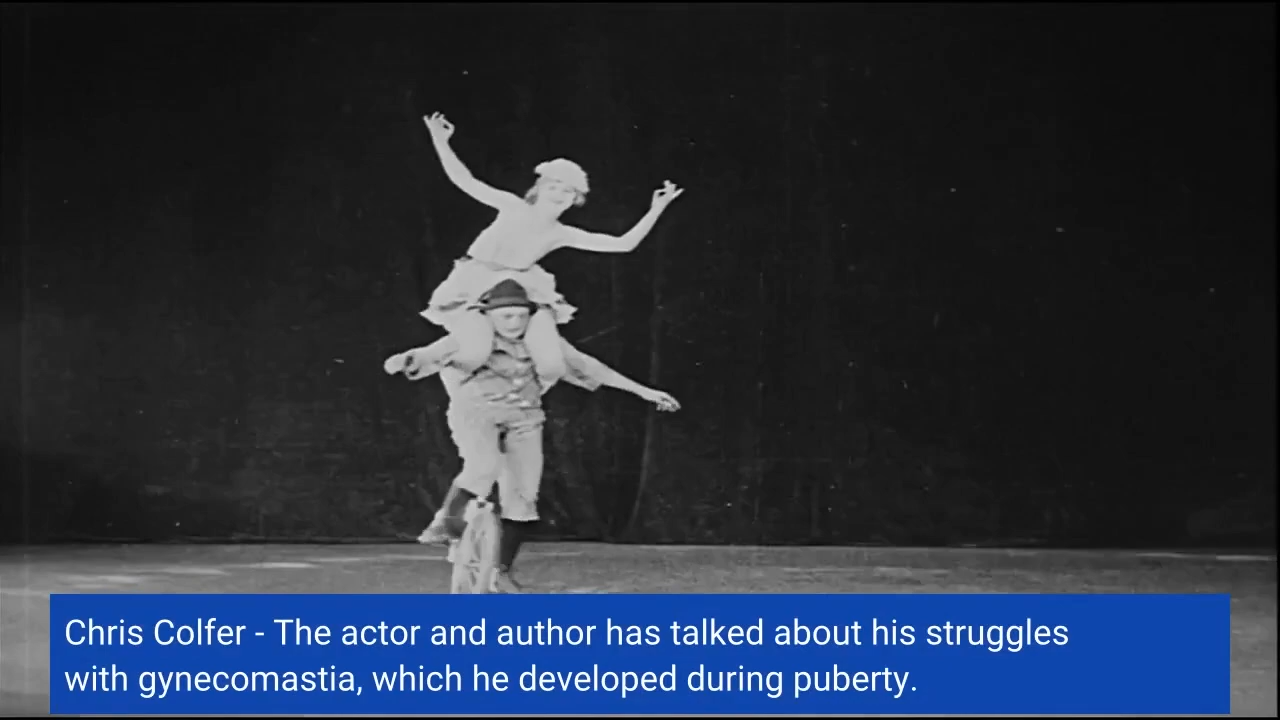 Chris Colfer - The actor and author has talked about his struggles
with gynecomastia, which he developed during puberty.